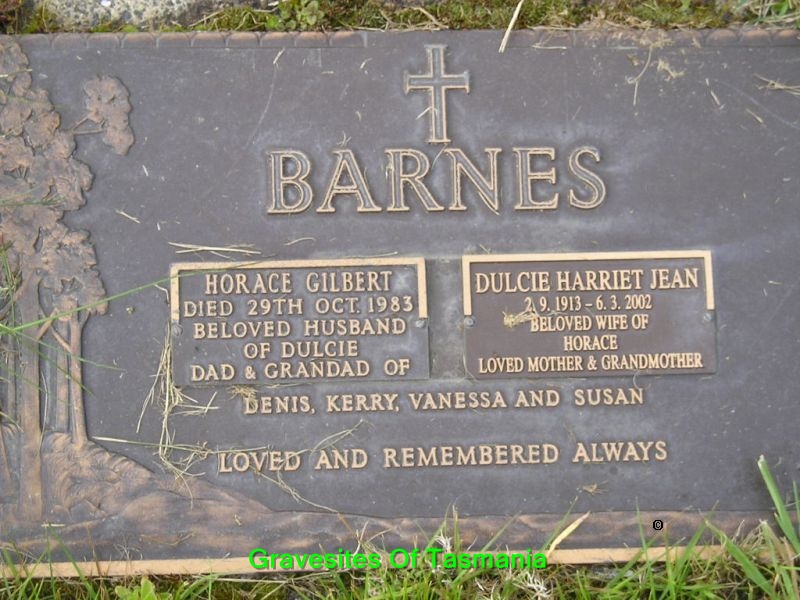 BARNES
HORACE GILBERT
DIED 29TH OCT. 1983
BELOVED HUSBAND
OF DULCIE
DAD & GRANDAD OF
DULCIE HARRIET JEAN
2. 9. 1913 – 6. 3. 2002
BELOVED WIFE OF
HORACE
LOVED MOTHER & GRANDMOTHER
DENIS, KERRY, VANESSA AND SUSAN
LOVED AND REMEMBERED ALWAYS
©
Gravesites Of Tasmania